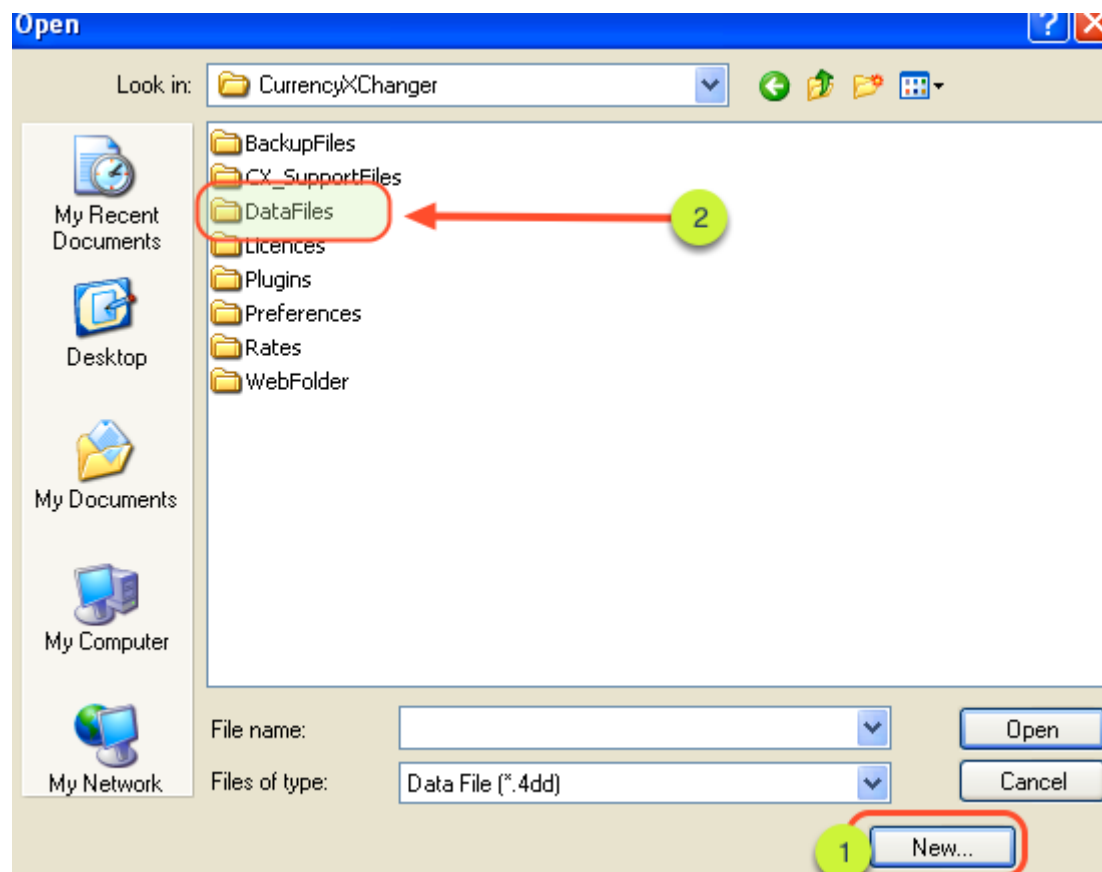 Open
?
Look in:
CurrencyXChanger
BackupFiles
CX_SupportFiles
DataFiles
2
Licences
Plugins
Preferences
Rates
WebFolder
My Recent
Documents
Desktop
My Documents
My Computer
My Network
File name:
Open
Files of type:
Data File (*.4dd)
Cancel
1
New...